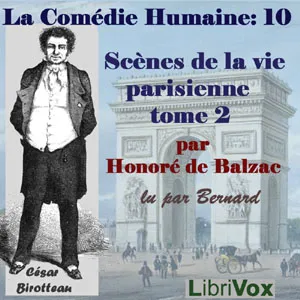 La Comédie Humaine: 10
Scènes de la vie
parisienne
tome 2
par
Honoré de Balzac
lu par Bernard
César
Birotteau
LibriVox